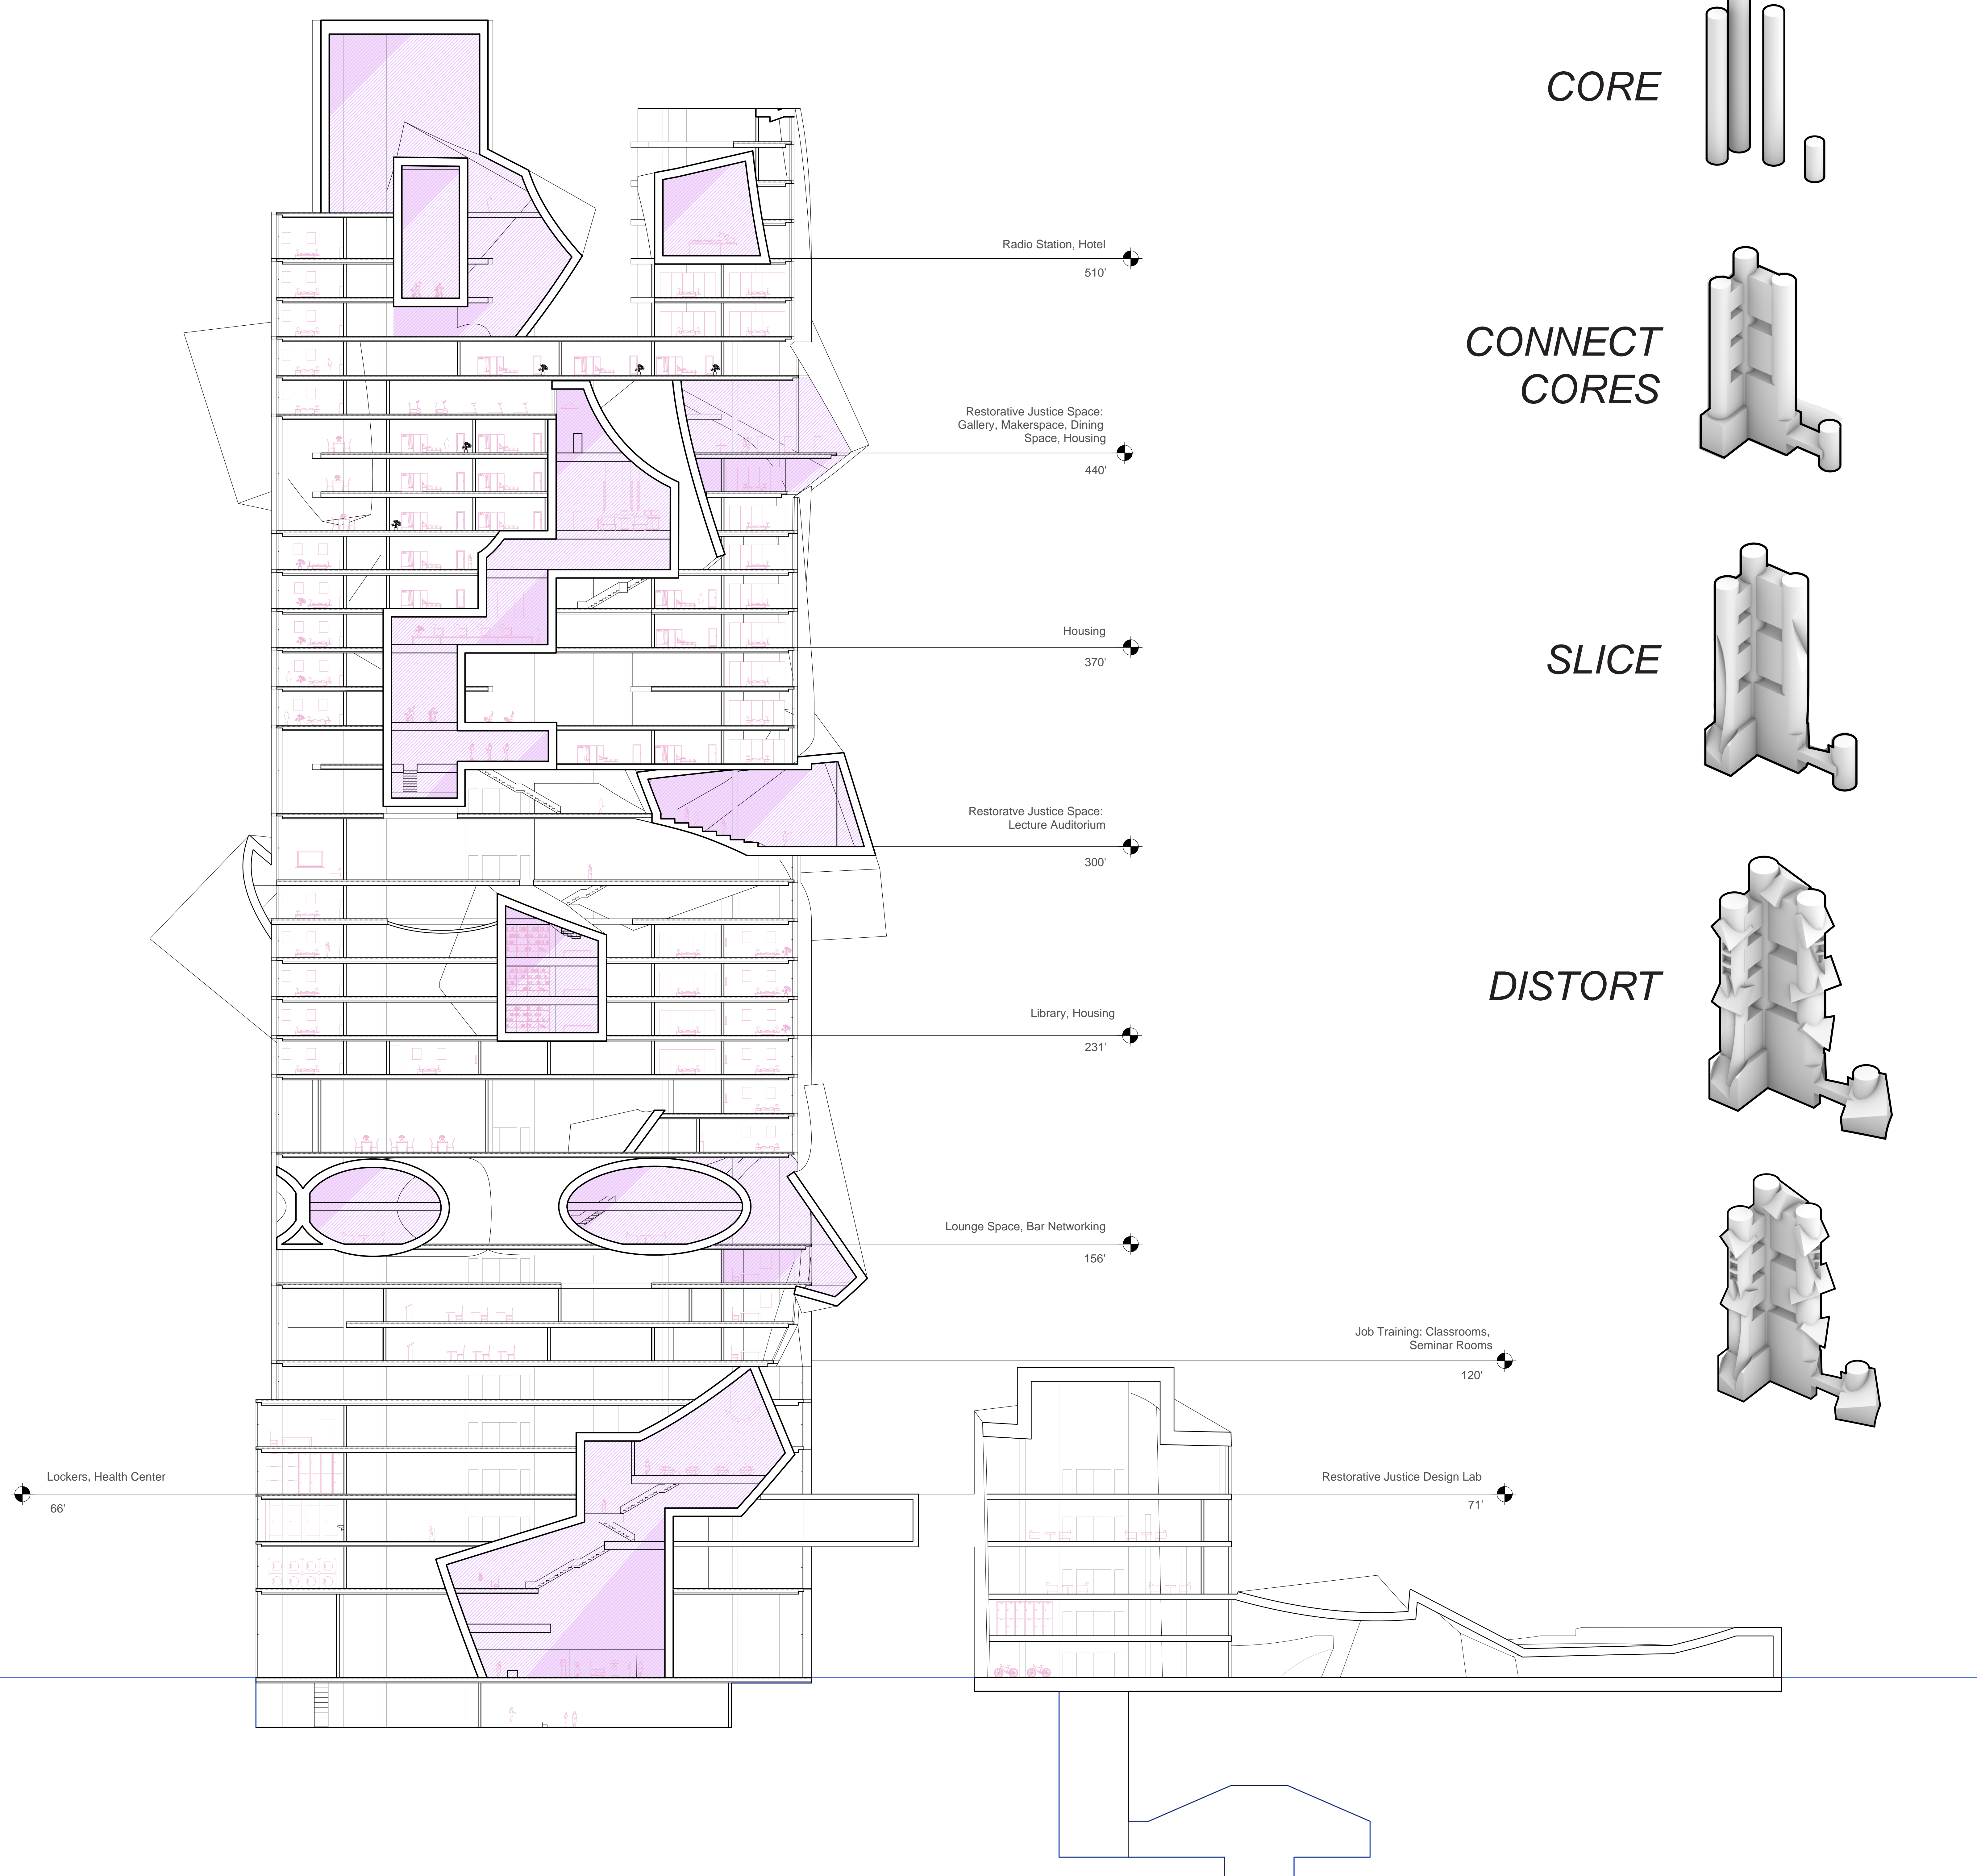 CORE
Radio Station, Hotel
510'
CONNECT
CORES
Restorative Justice Space:
Gallery, Makerspace, Dining
Space, Housing
440'
Housing
370'
SLICE
Restoratve Justice Space:
Lecture Auditorium
300'
DISTORT
Library, Housing
231'
Lounge Space, Bar Networking
156'
Job Training: Classrooms,
Seminar Rooms
120'
Lockers, Health Center
66'
Restorative Justice Design Lab
71'